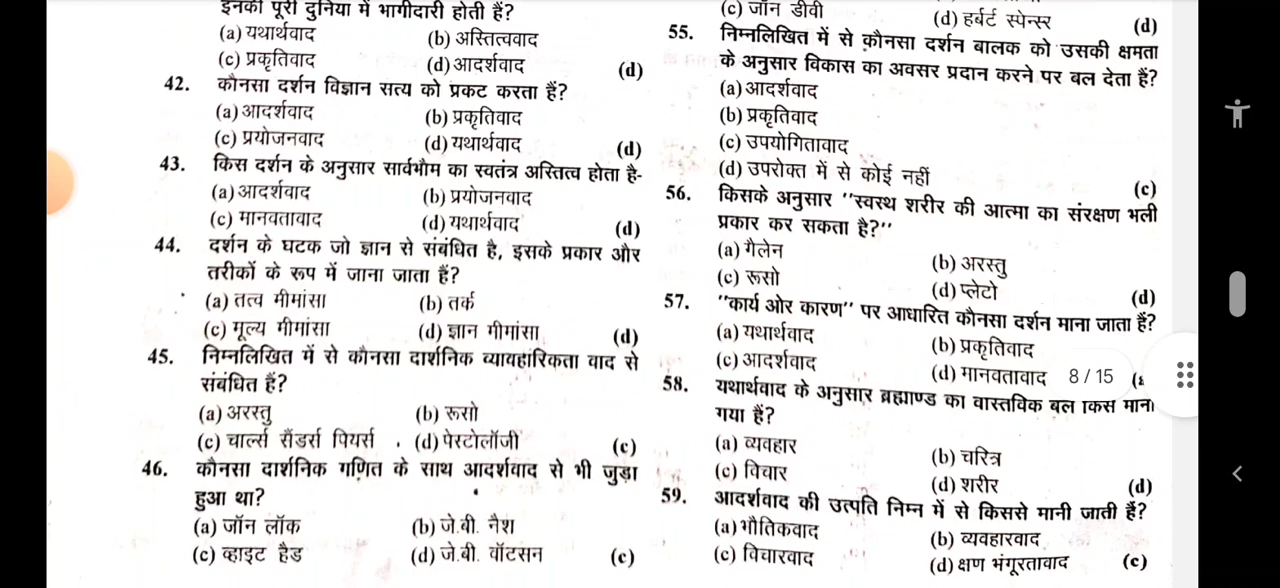 इनकी पूरी दुनिया में भागीदारी होती हैं?
(a) यथार्थवाद (b) अस्तित्ववाद
(c) प्रकृतिवाद (d) आदर्शवाद (d)
42. कौनसा दर्शन विज्ञान सत्य को प्रकट करता हैं?
(a) आदर्शवाद (b) प्रकृतिवाद
(c) प्रयोजनवाद (d) यथार्थवाद (d)
43. किस दर्शन के अनुसार सार्वभौम का स्वतंत्र अस्तित्व होता है-
(a) आदर्शवाद (b) प्रयोजनवाद
(c) मानवतावाद (d) यथार्थवाद (d)
44. दर्शन के घटक जो ज्ञान से संबंधित है, इसके प्रकार और
तरीकों के रूप में जाना जाता हैं?
(a) तत्व मीमांसा (b) तर्क
(c) मूल्य मीगांसा (d) ज्ञान गीमांसा (d)
45. निम्नलिखित में से कौनसा दार्शनिक व्यावहारिकता वाद से
संबंधित हैं?
(a) अरस्तु (b) रूसो
(c) चार्ल्स सैंडर्स पियर्स (d) पेस्टोलॉजी (c)
46. कौनसा दार्शनिक गणित के साथ आदर्शवाद से भी जुड़ा
हुआ था?
(a) जॉन लॉक (b) जे.बी. नैश
(c) व्हाइट हैड (d) जे.बी. वॉटसन (c)
(c) जॉन डीवी (d) हर्बर्ट स्पेन्सर (d)
55. निम्नलिखित में से कौनसा दर्शन बालक को उसकी क्षमता
के अनुसार विकास का अवसर प्रदान करने पर बल देता हैं?
(a) आदर्शवाद
(b) प्रकृतिवाद
(c) उपयोगितावाद
(d) उपरोक्त में से कोई नहीं (c)
56. किसके अनुसार ''स्वस्थ शरीर की आत्मा का संरक्षण भली
प्रकार कर सकता है?''
(a) गैलेन (b) अरस्तु
(c) रूसो (d) प्लेटो (d)
57. ''कार्य ओर कारण'' पर आधारित कौनसा दर्शन माना जाता हैं?
(a) यथार्थवाद (b) प्रकृतिवाद
(c) आदर्शवाद (d) मानवतावाद 8 / 15
58. यथार्थवाद के अनुसार ब्रह्माण्ड का वास्तविक बल किस माना
गया हैं?
(a) व्यवहार (b) चरित्र
(c) विचार (d) शरीर (d)
59. आदर्शवाद की उत्पति निम्न में से किससे मानी जाती हैं?
(a) भौतिकवाद (b) व्यवहारवाद
(c) विचारवाद (d) क्षण भंगूरतावाद (c)